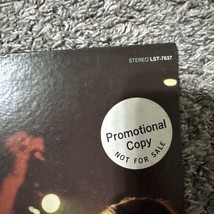 STEREO LST-7637
Promotional
Copy
NOT FOR SALE